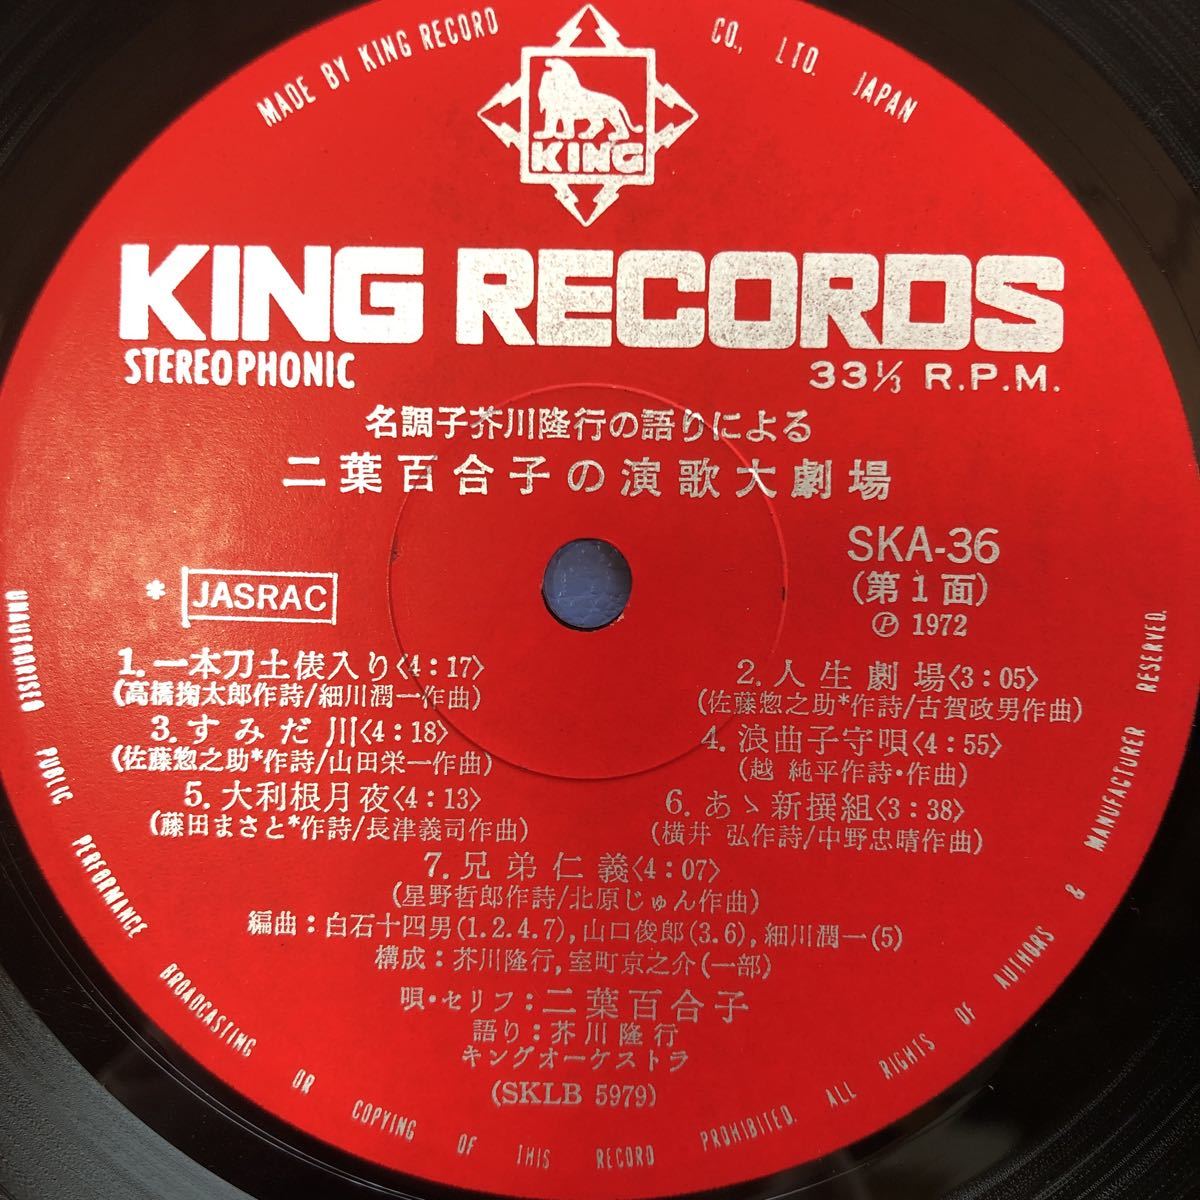 MADE BY KING RECORD CO., LTD. JAPAN
KING
KING RECORDS
STEREOPHONIC
33⅓ R.P.M.
名調子芥川隆行の語りによる
二葉百合子の演歌大劇場
SKA-36
(第1面)
Ⓟ 1972
* JASRAC
1. 一本刀土俵入り〈4:17〉
(高橋掬太郎作詩/細川潤一作曲)
2. 人生劇場〈3:05〉
(佐藤惣之助*作詩/古賀政男作曲)
3. すみだ川〈4:18〉
(佐藤惣之助*作詩/山田栄一作曲)
4. 浪曲子守唄〈4:55〉
(越 純平作詩・作曲)
5. 大利根月夜〈4:13〉
(藤田まさと*作詩/長津義司作曲)
6. あゝ新撰組〈3:38〉
(横井 弘作詩/中野忠晴作曲)
7. 兄弟仁義〈4:07〉
(星野哲郎作詩/北原じゅん作曲)
編曲:白石十四男(1.2.4.7),山口俊郎(3.6),細川潤一(5)
構成:芥川隆行,室町京之介(一部)
唄・セリフ:二葉百合子
語り:芥川隆行
キングオーケストラ
(SKLB 5979)
UNAUTHORISED PUBLIC PERFORMANCE BROADCASTING OR COPYING OF THIS RECORD PROHIBITED. ALL RIGHTS OF AUTHORS & MANUFACTURER RESERVED.